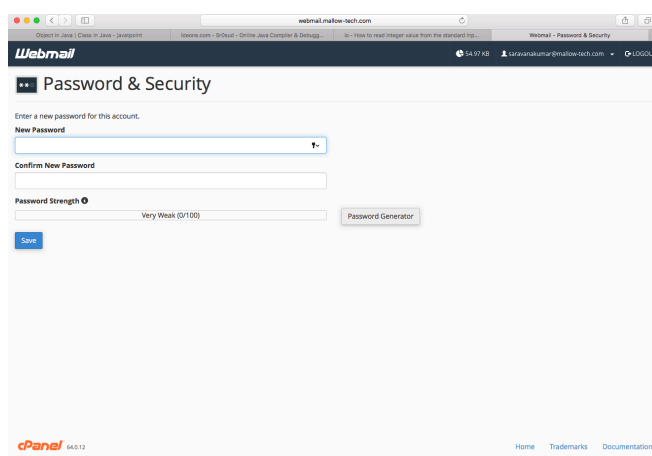 webmail.mallow-tech.com
Object in Java | Class in Java - javatpoint
Ideone.com - Sr0sud - Online Java Compiler & Debugg...
io - How to read integer value from the standard inp...
Webmail - Password & Security
Webmail
54.97 KB
saravanakumar@mallow-tech.com
LOGOU
Password & Security
Enter a new password for this account.
New Password
Confirm New Password
Password Strength
Very Weak (0/100)
Password Generator
Save
cPanel 64.0.12
Home Trademarks Documentation